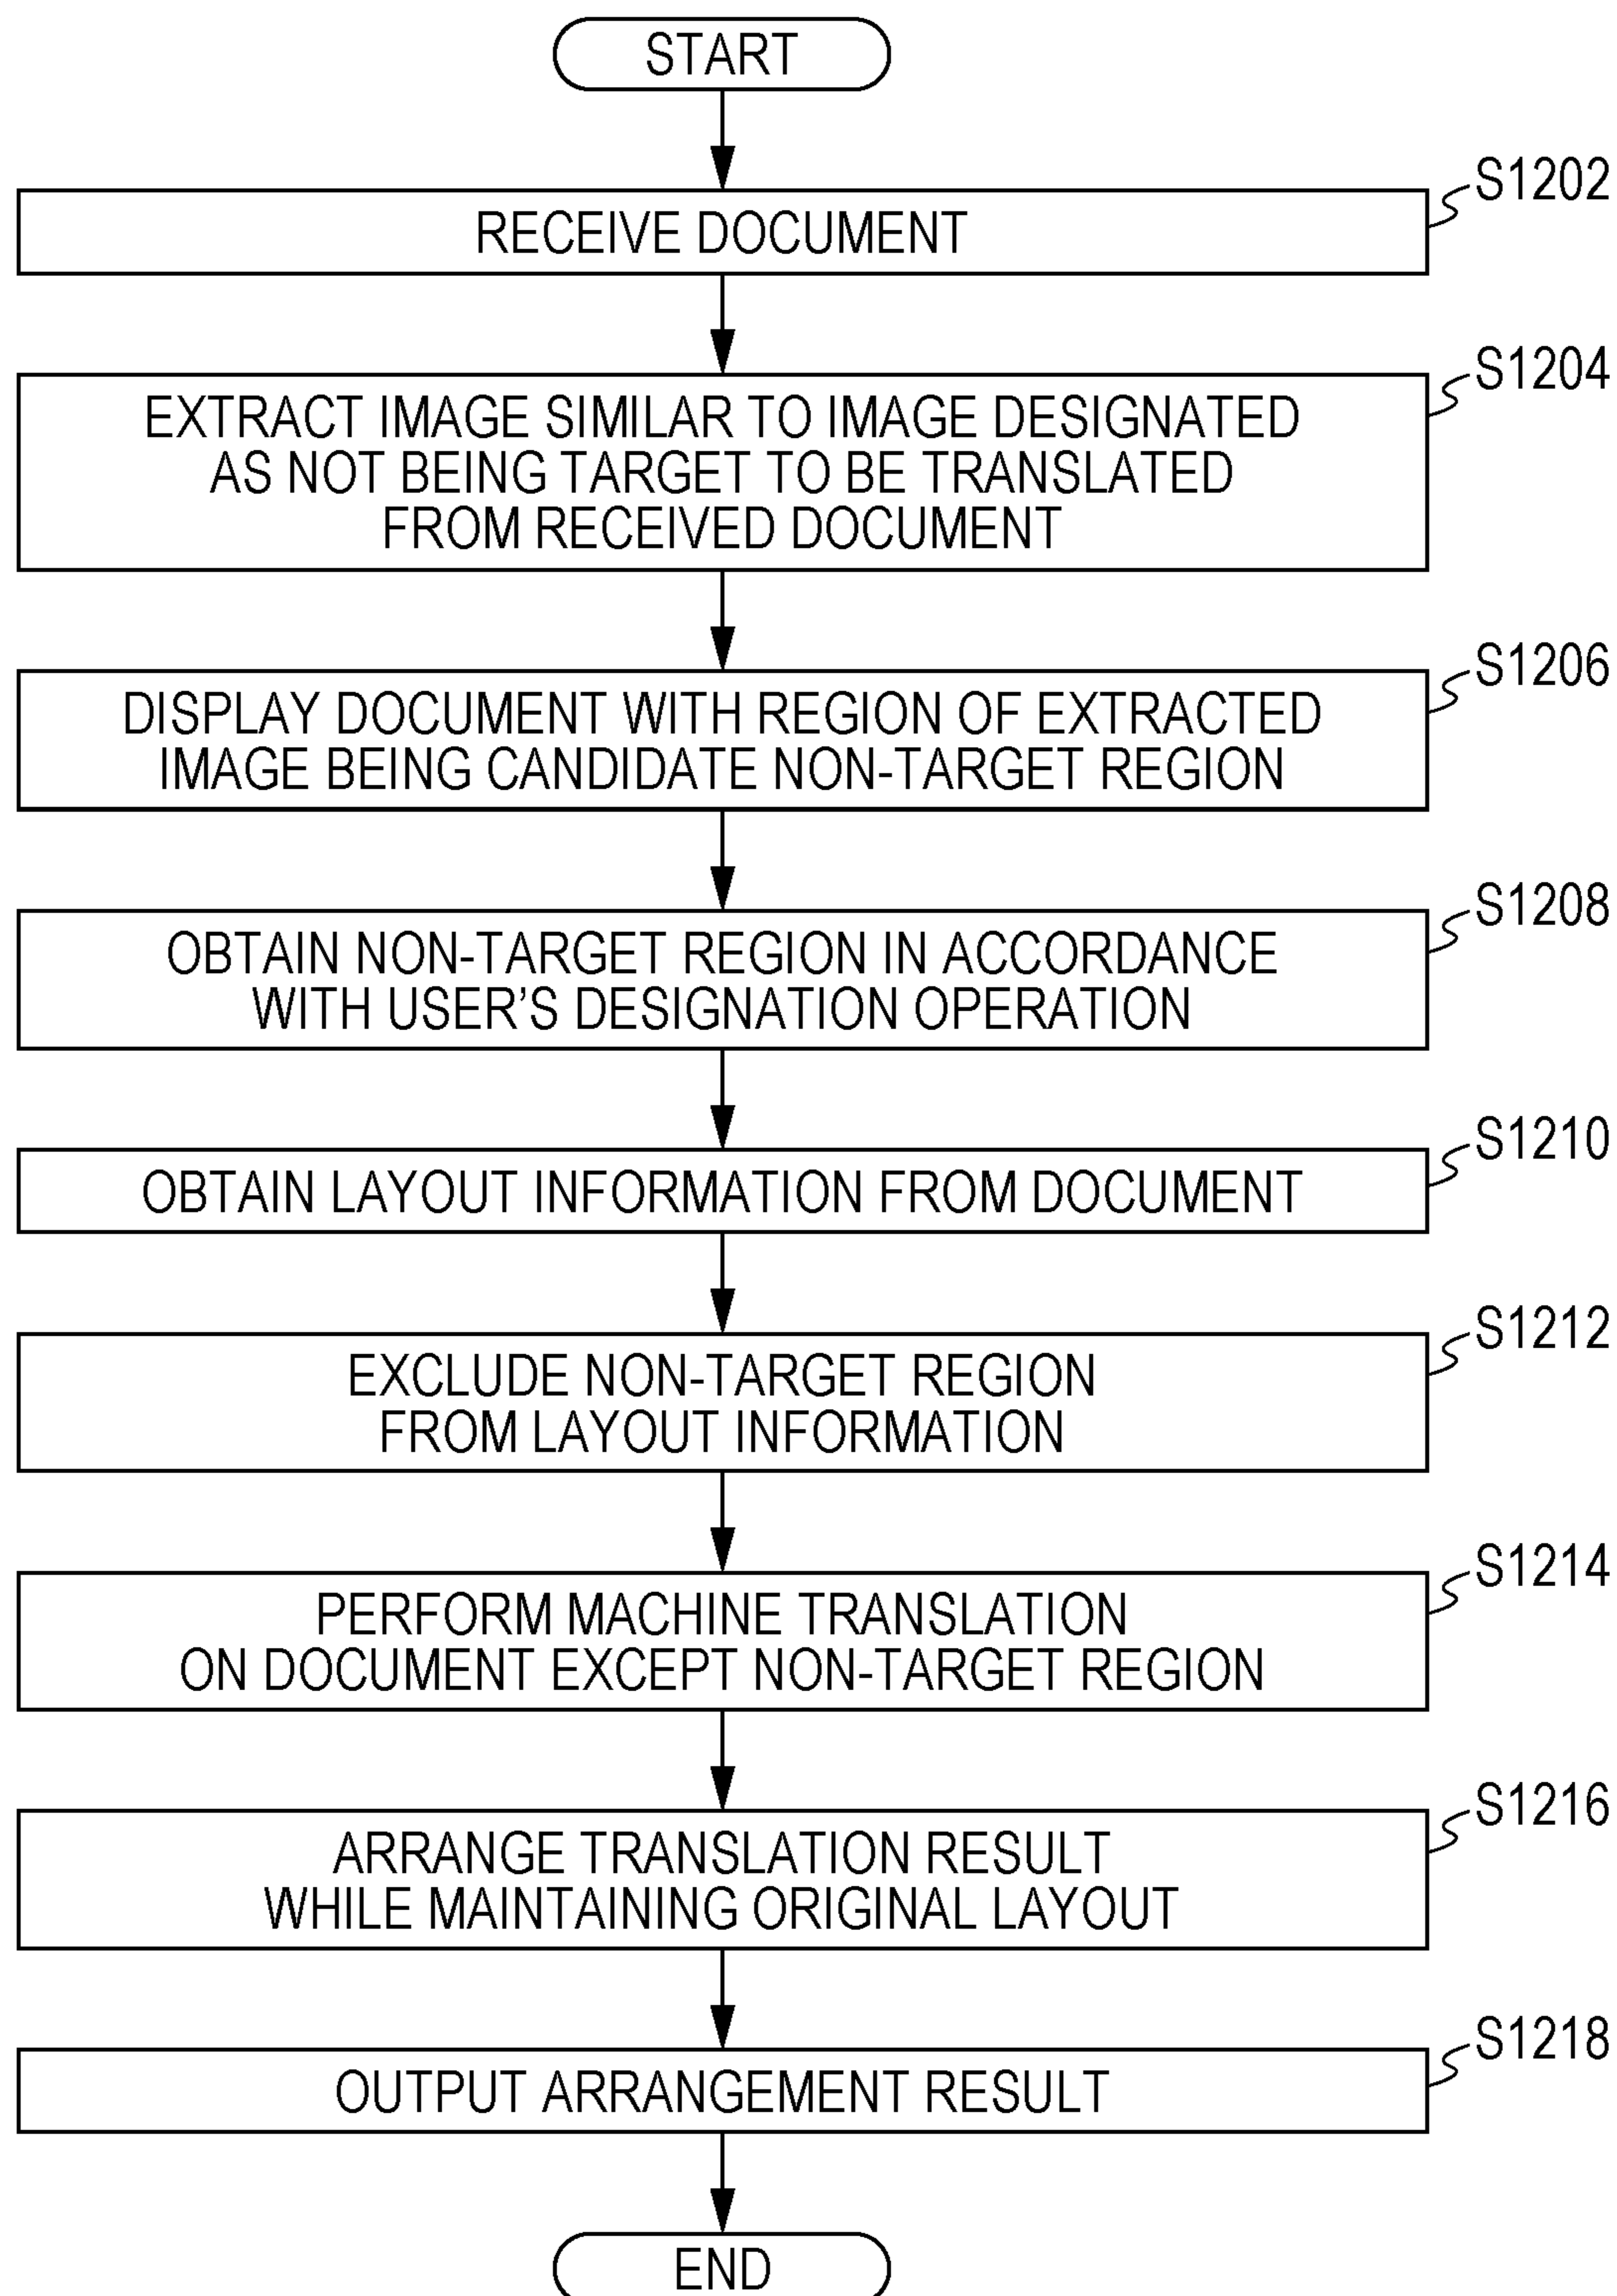 START
S1202
RECEIVE DOCUMENT
S1204
EXTRACT IMAGE SIMILAR TO IMAGE DESIGNATED
AS NOT BEING TARGET TO BE TRANSLATED
FROM RECEIVED DOCUMENT
S1206
DISPLAY DOCUMENT WITH REGION OF EXTRACTED
IMAGE BEING CANDIDATE NON-TARGET REGION
S1208
OBTAIN NON-TARGET REGION IN ACCORDANCE
WITH USER’S DESIGNATION OPERATION
S1210
OBTAIN LAYOUT INFORMATION FROM DOCUMENT
S1212
EXCLUDE NON-TARGET REGION
FROM LAYOUT INFORMATION
S1214
PERFORM MACHINE TRANSLATION
ON DOCUMENT EXCEPT NON-TARGET REGION
S1216
ARRANGE TRANSLATION RESULT
WHILE MAINTAINING ORIGINAL LAYOUT
S1218
OUTPUT ARRANGEMENT RESULT
END